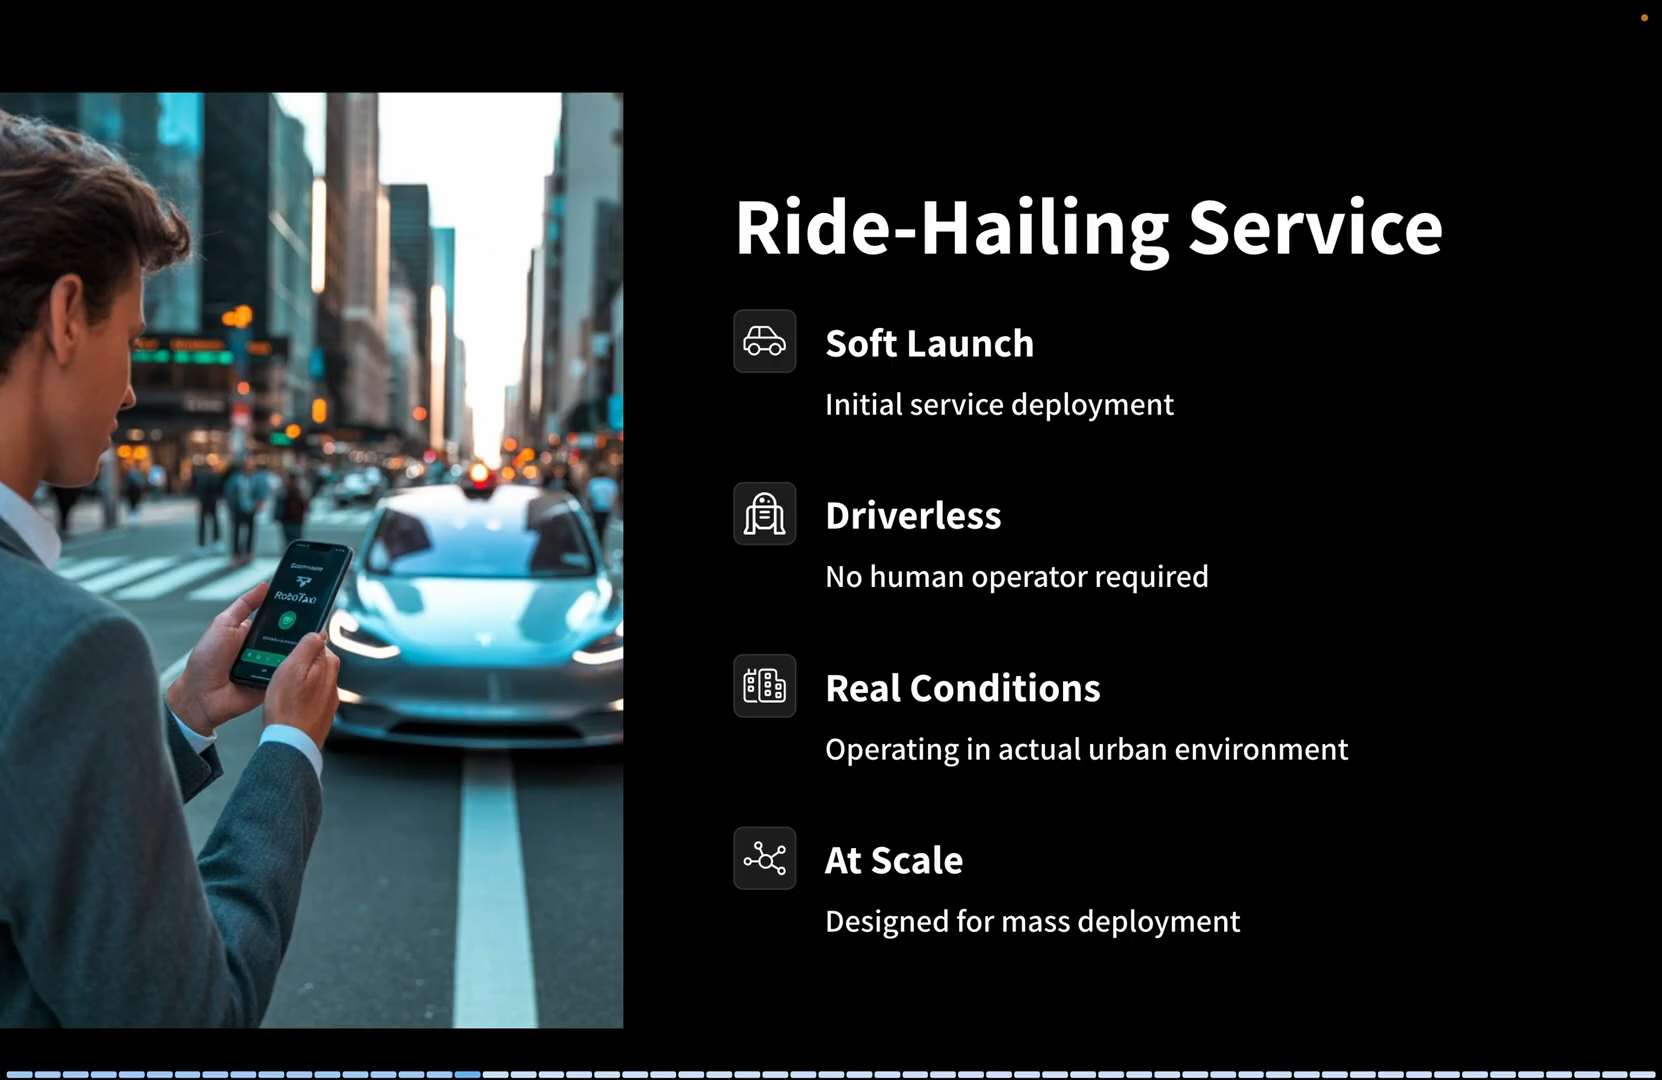 RoboTaxi
Ride-Hailing Service
Soft Launch
Initial service deployment
Driverless
No human operator required
Real Conditions
Operating in actual urban environment
At Scale
Designed for mass deployment